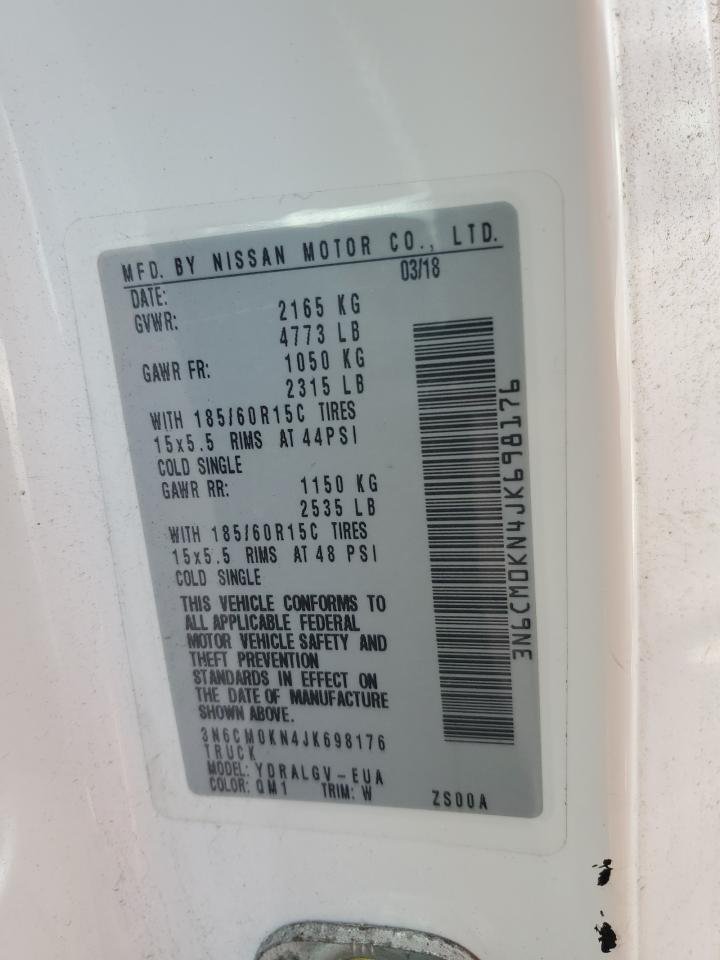 MFD. BY NISSAN MOTOR CO., LTD.
DATE: 03/18
GVWR: 2165 KG
4773 LB
GAWR FR: 1050 KG
2315 LB
WITH 185/60R15C TIRES
15x5.5 RIMS AT 44PSI
COLD SINGLE
GAWR RR: 1150 KG
2535 LB
WITH 185/60R15C TIRES
15x5.5 RIMS AT 48 PSI
COLD SINGLE
THIS VEHICLE CONFORMS TO
ALL APPLICABLE FEDERAL
MOTOR VEHICLE SAFETY AND
THEFT PREVENTION
STANDARDS IN EFFECT ON
THE DATE OF MANUFACTURE
SHOWN ABOVE.
3N6CM0KN4JK698176
TRUCK
MODEL: YDRALGV-EUA
COLOR: QM1 TRIM: W ZS00A
3N6CM0KN4JK698176